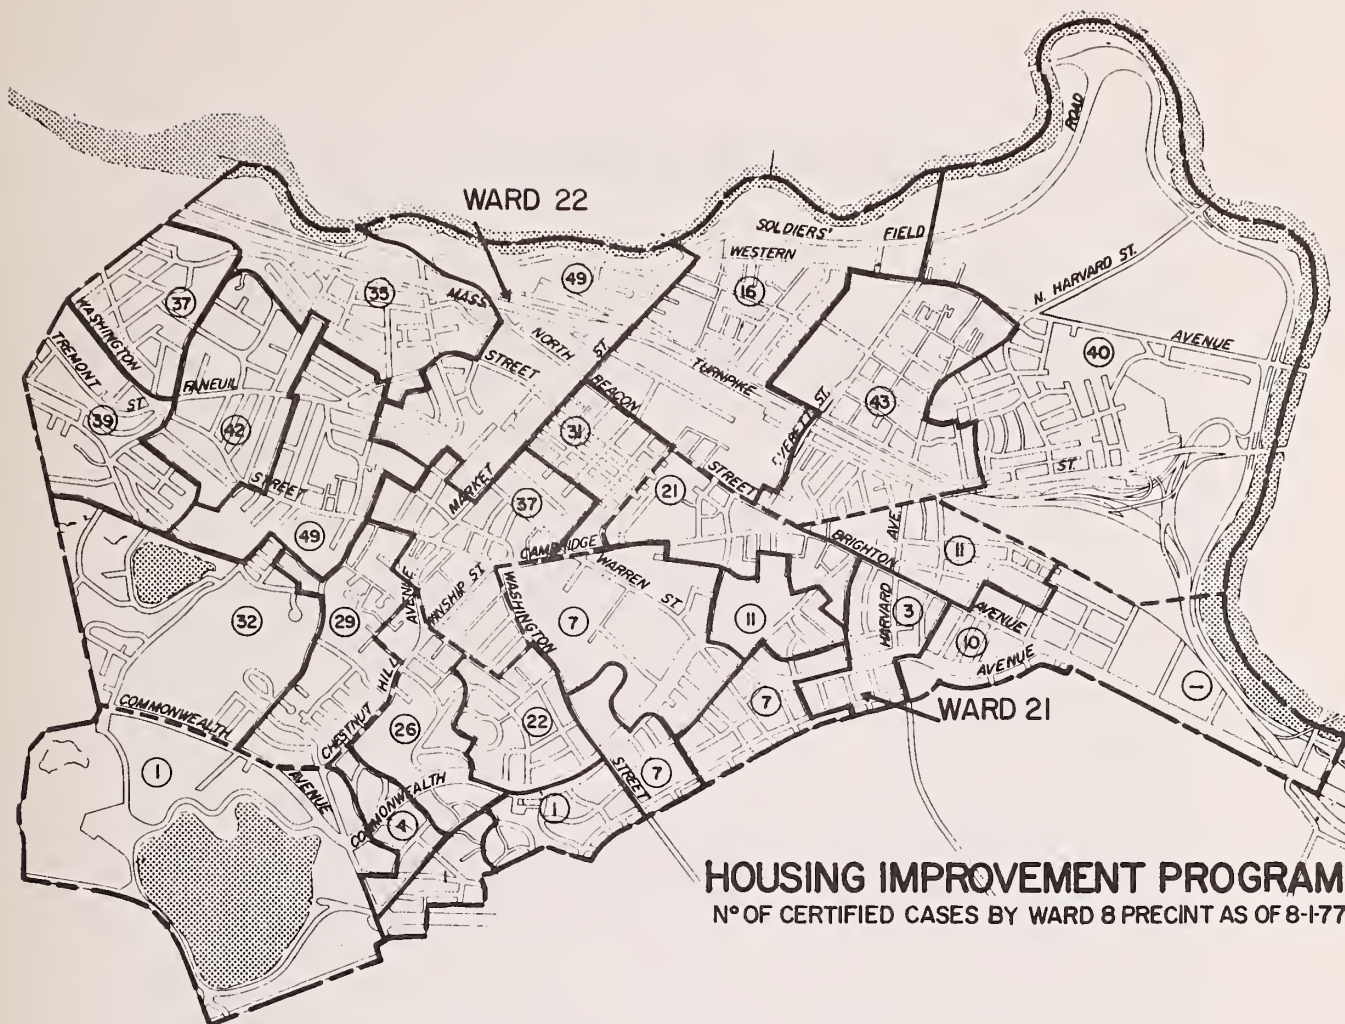 ROAD
WARD 22
SOLDIERS'
FIELD
WESTERN
N. HARVARD ST.
49
37
35
MASS
16
WASHINGTON
NORTH
ST.
AVENUE
TREMONT
STREET
TURNPIKE
40
FANEUIL
BEACON
ST.
39
ST.
43
42
31
EVERETT
ST.
STREET
MARKET
21
STREET
37
49
CAMBRIDGE
BRIGHTON
AVE
11
WARREN
ST.
AVENUE
WINSHIP ST.
WASHINGTON
32
29
7
11
HARVARD
3
AVENUE
10
AVENUE
HILL
1
COMMONWEALTH
CHESTNUT
26
22
7
WARD 21
1
AVENUE
COMMONWEALTH
STREET
7
4
1
HOUSING IMPROVEMENT PROGRAM
Nº OF CERTIFIED CASES BY WARD 8 PRECINT AS OF 8-1-77